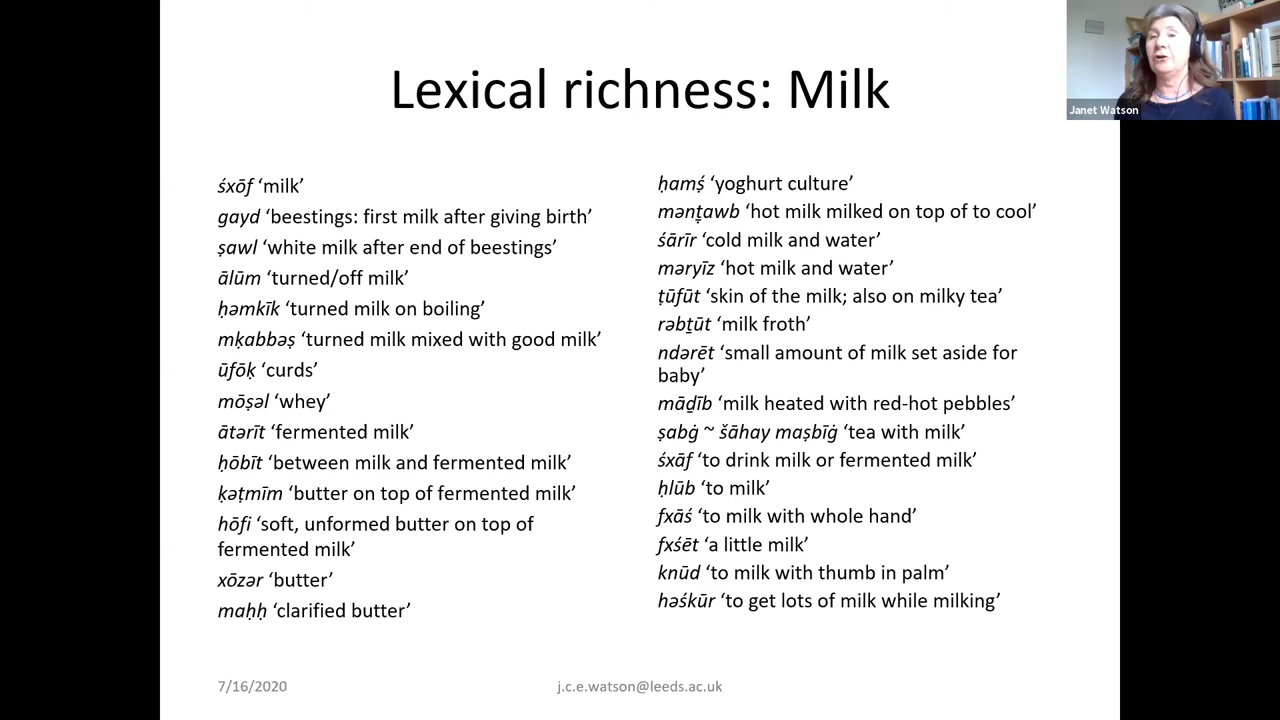 Lexical richness: Milk
Janet Watson
śxōf ‘milk’
gayd ‘beestings: first milk after giving birth’
ṣawl ‘white milk after end of beestings’
ālūm ‘turned/off milk’
ḥəmkīk ‘turned milk on boiling’
mḳabbəṣ ‘turned milk mixed with good milk’
ūfōḳ ‘curds’
mōṣəl ‘whey’
ātərīt ‘fermented milk’
ḥōbīt ‘between milk and fermented milk’
ḳəṭmīm ‘butter on top of fermented milk’
hōfi ‘soft, unformed butter on top of
fermented milk’
xōzər ‘butter’
maḥḥ ‘clarified butter’
ḥamṣ́ ‘yoghurt culture’
mənṯ̣awb ‘hot milk milked on top of to cool’
śārīr ‘cold milk and water’
məryīz ‘hot milk and water’
ṭūfūt ‘skin of the milk; also on milky tea’
rəbṯūt ‘milk froth’
ndərēt ‘small amount of milk set aside for
baby’
māḏīb ‘milk heated with red-hot pebbles’
ṣabġ ~ šāhay maṣbīġ ‘tea with milk’
śxāf ‘to drink milk or fermented milk’
ḥlūb ‘to milk’
fxāś ‘to milk with whole hand’
fxśēt ‘a little milk’
knūd ‘to milk with thumb in palm’
həśkūr ‘to get lots of milk while milking’
7/16/2020
j.c.e.watson@leeds.ac.uk